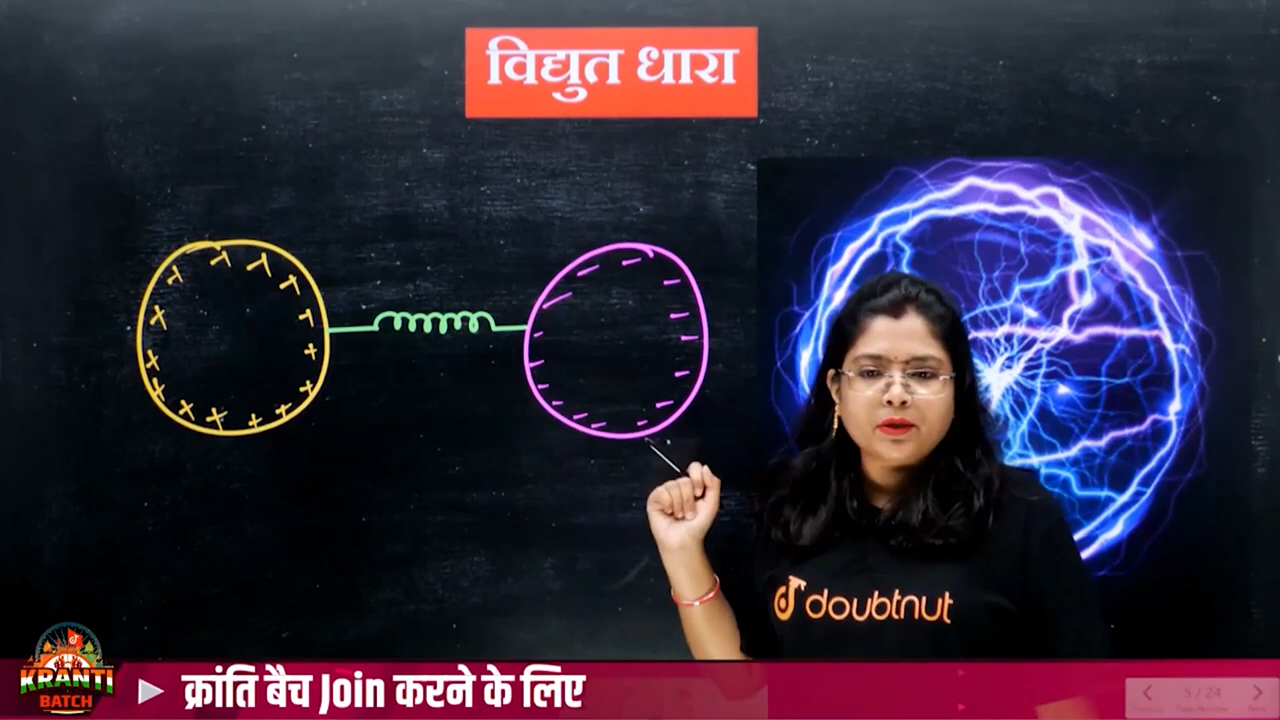 विद्युत धारा
doubtnut
KRANTI
BATCH
क्रांति बैच Join करने के लिए
5 / 24